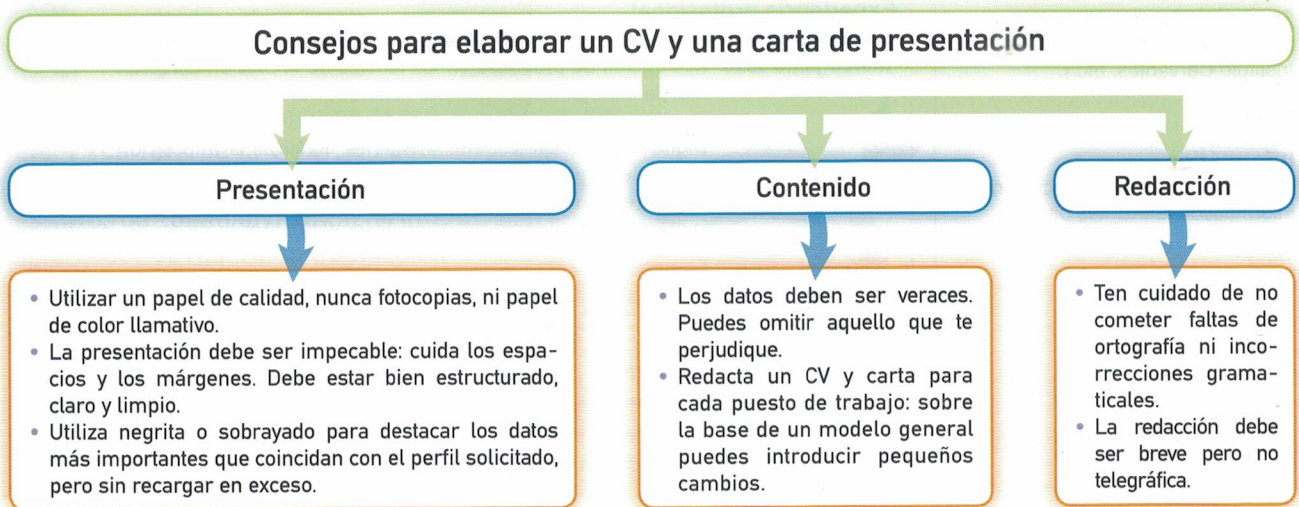 Consejos para elaborar un CV y una carta de presentación
Presentación
• Utilizar un papel de calidad, nunca fotocopias, ni papel
de color llamativo.
• La presentación debe ser impecable: cuida los espa-
cios y los márgenes. Debe estar bien estructurado,
claro y limpio.
• Utiliza negrita o sobrayado para destacar los datos
más importantes que coincidan con el perfil solicitado,
pero sin recargar en exceso.
Contenido
• Los datos deben ser veraces.
Puedes omitir aquello que te
perjudique.
• Redacta un CV y carta para
cada puesto de trabajo: sobre
la base de un modelo general
puedes introducir pequeños
cambios.
Redacción
• Ten cuidado de no
cometer faltas de
ortografía ni inco-
rrecciones grama-
ticales.
• La redacción debe
ser breve pero no
telegráfica.